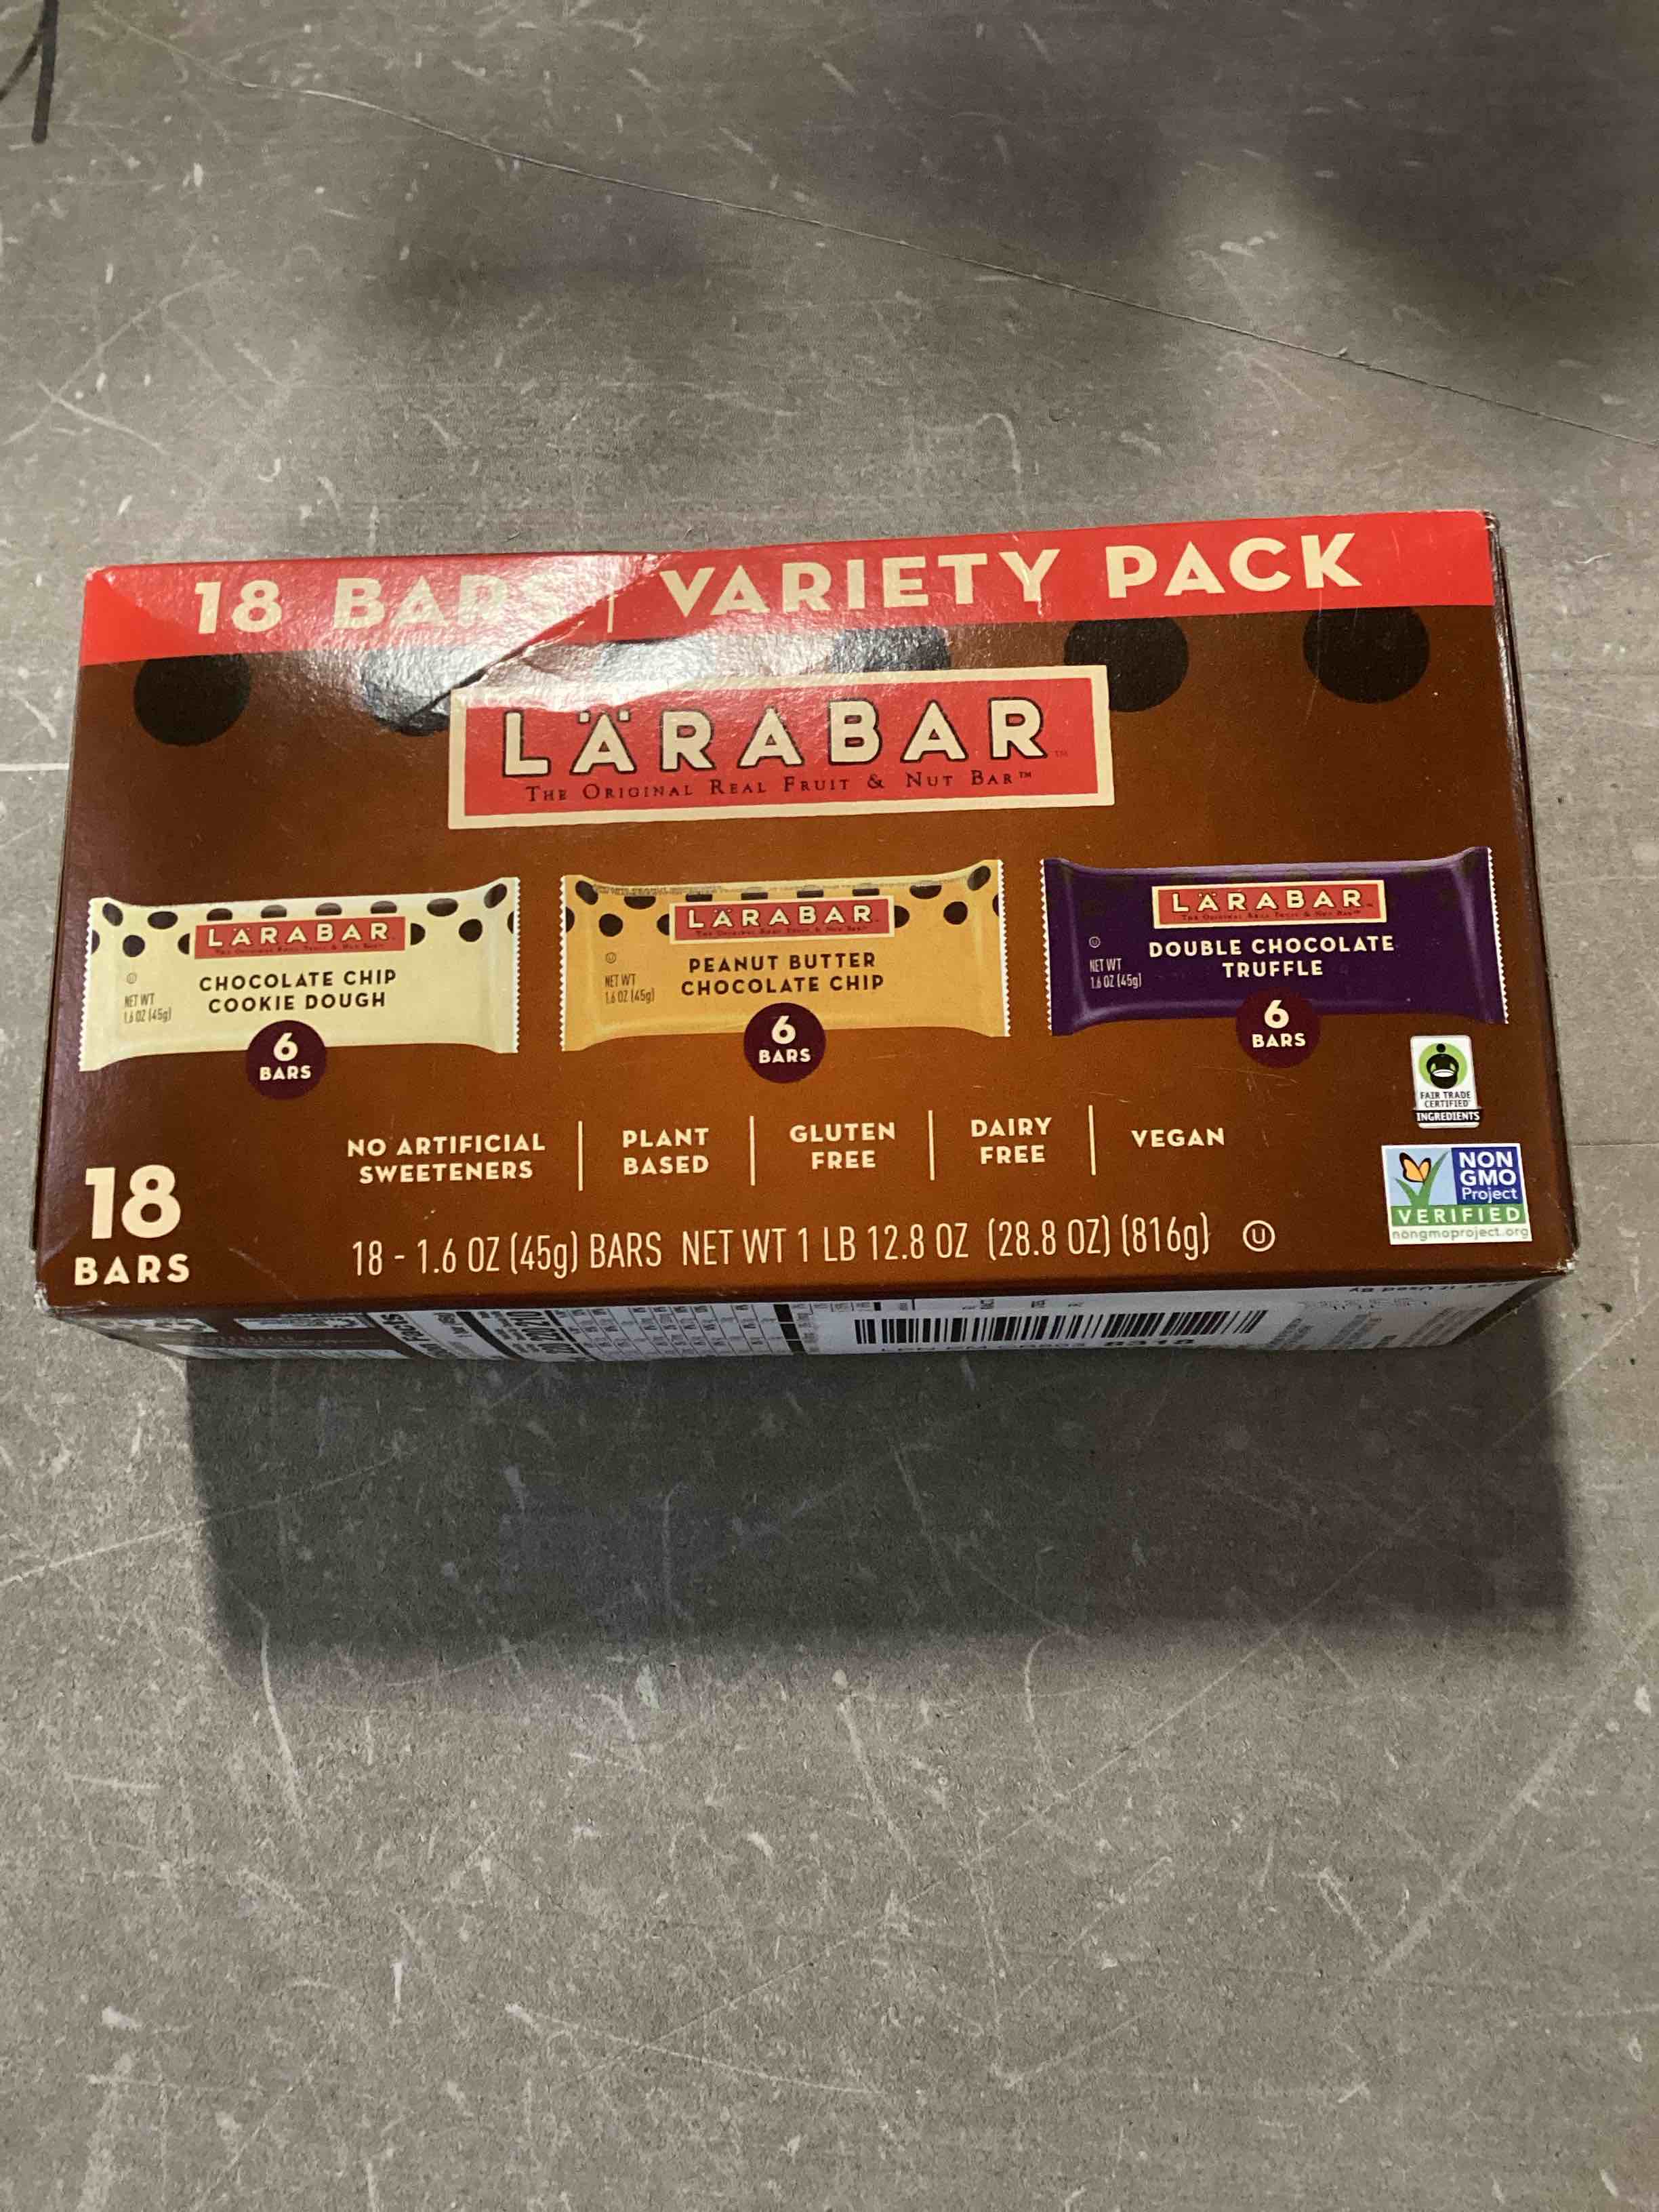 18 BARS | VARIETY PACK
LÄRABAR™
THE ORIGINAL REAL FRUIT & NUT BAR™
LÄRABAR
CHOCOLATE CHIP
COOKIE DOUGH
NET WT
1.6 OZ (45g)
6
BARS
LÄRABAR
PEANUT BUTTER
CHOCOLATE CHIP
NET WT
1.6 OZ (45g)
6
BARS
LÄRABAR
DOUBLE CHOCOLATE
TRUFFLE
NET WT
1.6 OZ (45g)
6
BARS
FAIR TRADE
CERTIFIED
INGREDIENTS
NO ARTIFICIAL
SWEETENERS
PLANT
BASED
GLUTEN
FREE
DAIRY
FREE
VEGAN
NON
GMO
Project
VERIFIED
nongmoproject.org
18
BARS
18 - 1.6 OZ (45g) BARS NET WT 1 LB 12.8 OZ (28.8 OZ) (816g) U